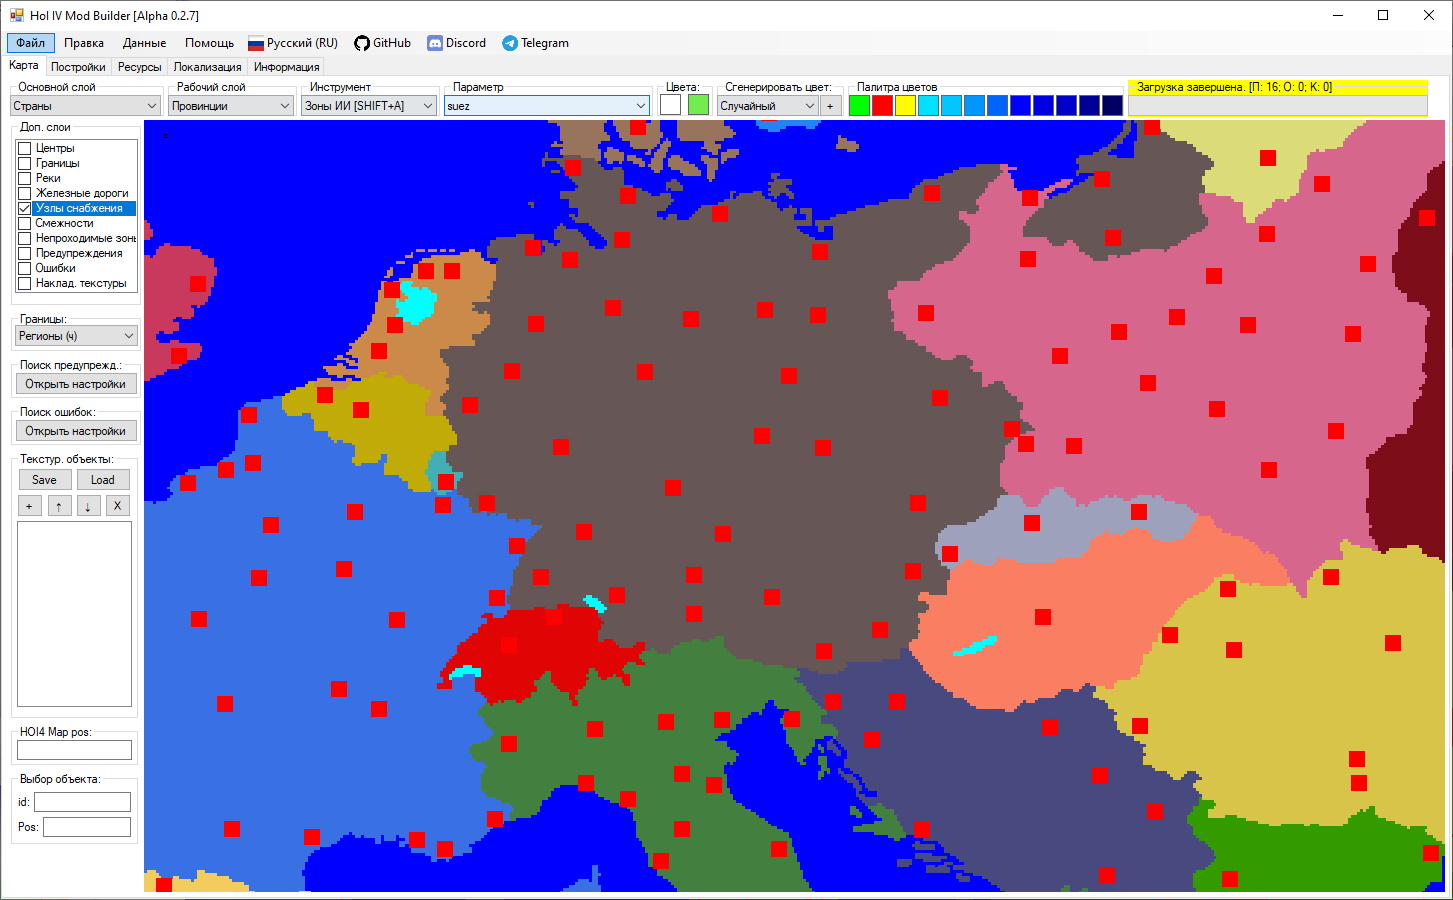 HoI IV Mod Builder [Alpha 0.2.7]
Файл Правка Данные Помощь Русский (RU) GitHub Discord Telegram
Карта Постройки Ресурсы Локализация Информация
Основной слой Рабочий слой Инструмент Параметр Цвета: Сгенерировать цвет: Палитра цветов Загрузка завершена. [П: 16; О: 0; К: 0]
Страны Провинции Зоны ИИ [SHIFT+A] suez Случайный +
Доп. слои
Центры
Границы
Реки
Железные дороги
Узлы снабжения
Смежности
Непроходимые зоны
Предупреждения
Ошибки
Наклад. текстуры
Границы:
Регионы (ч)
Поиск предупрежд.:
Открыть настройки
Поиск ошибок:
Открыть настройки
Текстур. объекты:
Save Load
+ ↑ ↓ X
HOI4 Map pos:
Выбор объекта:
id:
Pos: